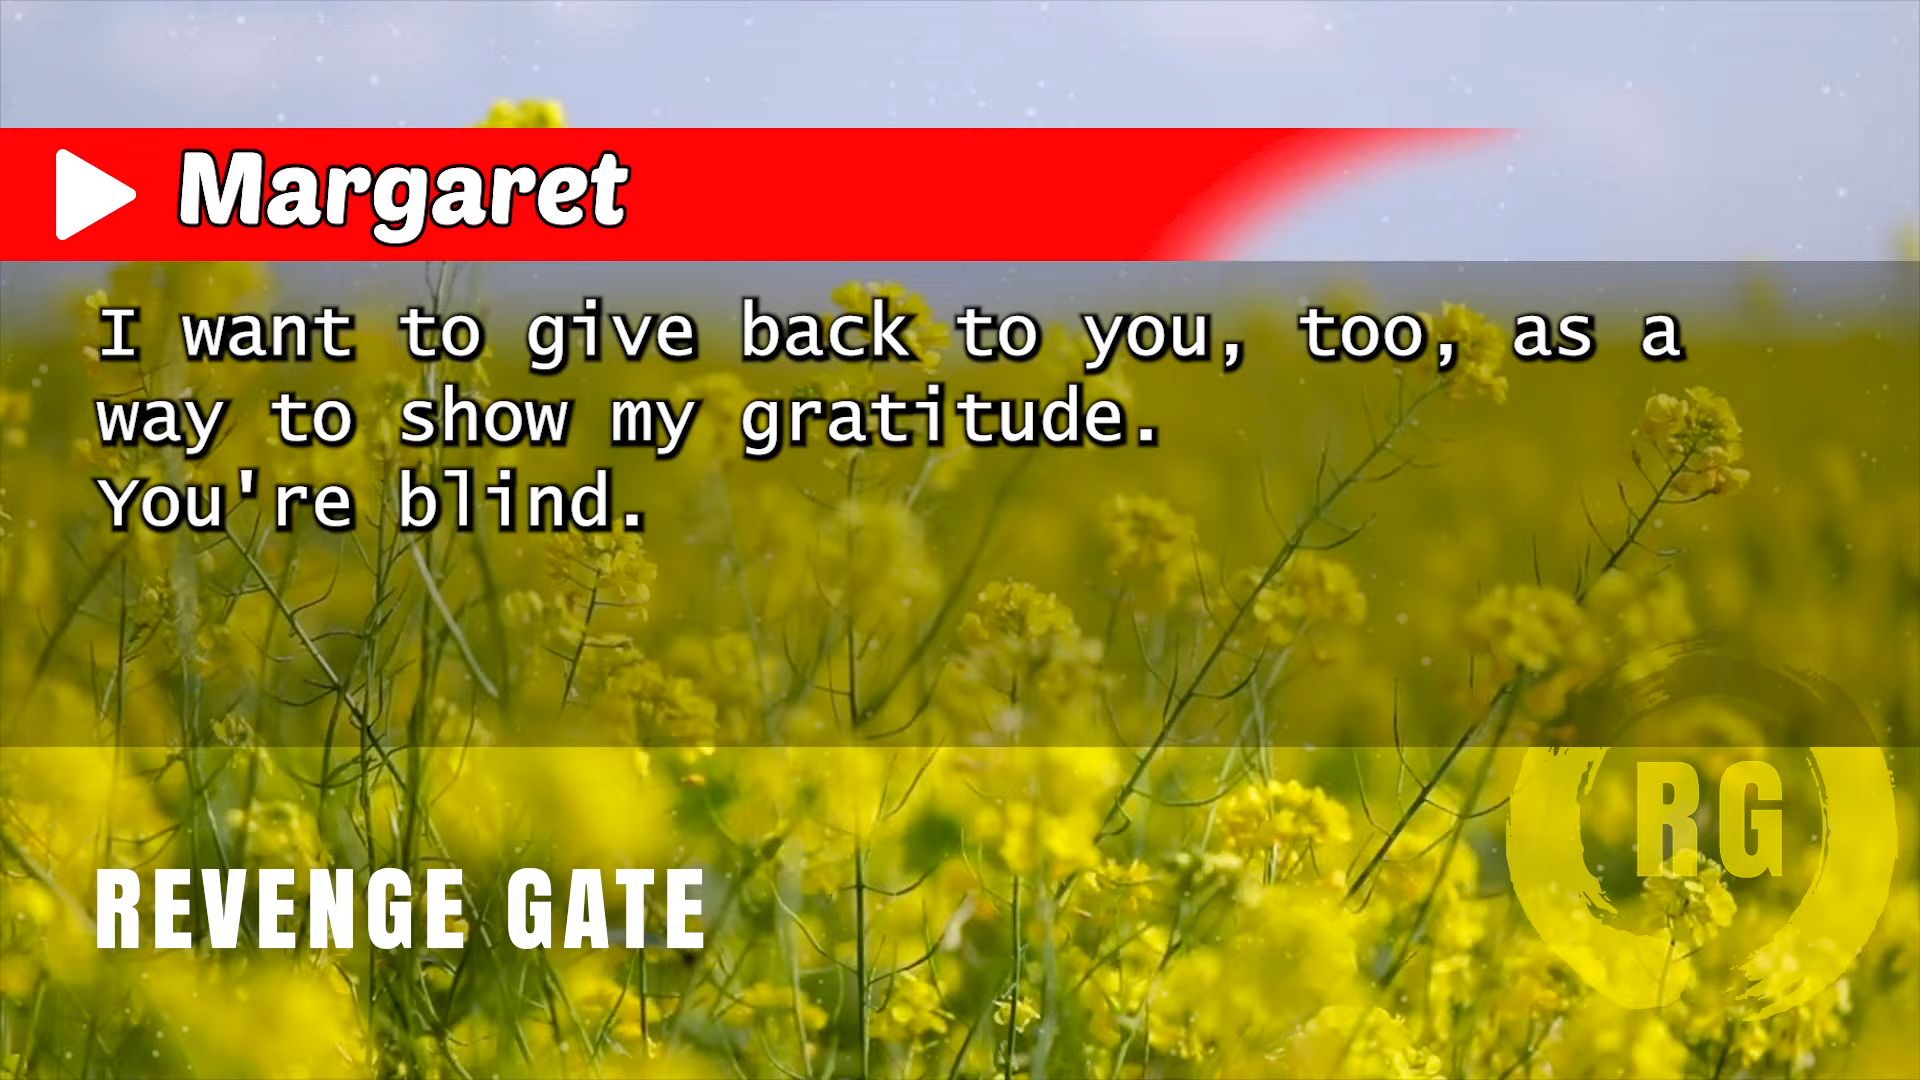 Margaret
I want to give back to you, too, as a
way to show my gratitude.
You're blind.
RG
REVENGE GATE